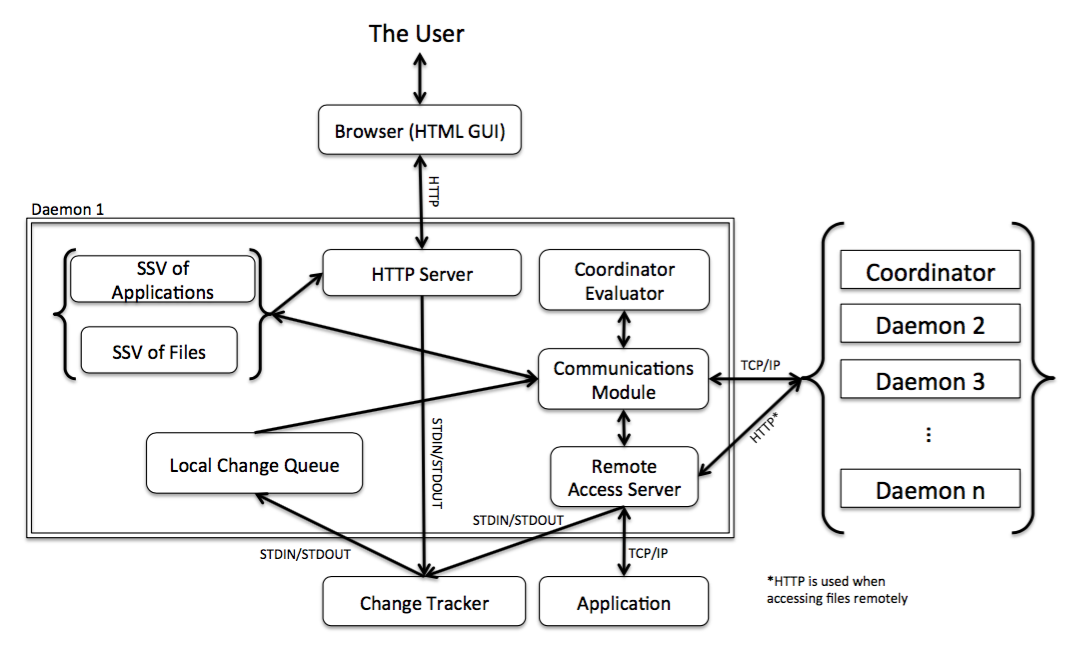 The User
Browser (HTML GUI)
HTTP
Daemon 1
SSV of
Applications
SSV of Files
HTTP Server
Coordinator
Evaluator
Communications
Module
TCP/IP
HTTP*
Local Change Queue
STDIN/STDOUT
Remote
Access Server
STDIN/STDOUT
STDIN/STDOUT
TCP/IP
Change Tracker
Application
Coordinator
Daemon 2
Daemon 3
...
Daemon n
*HTTP is used when
accessing files remotely